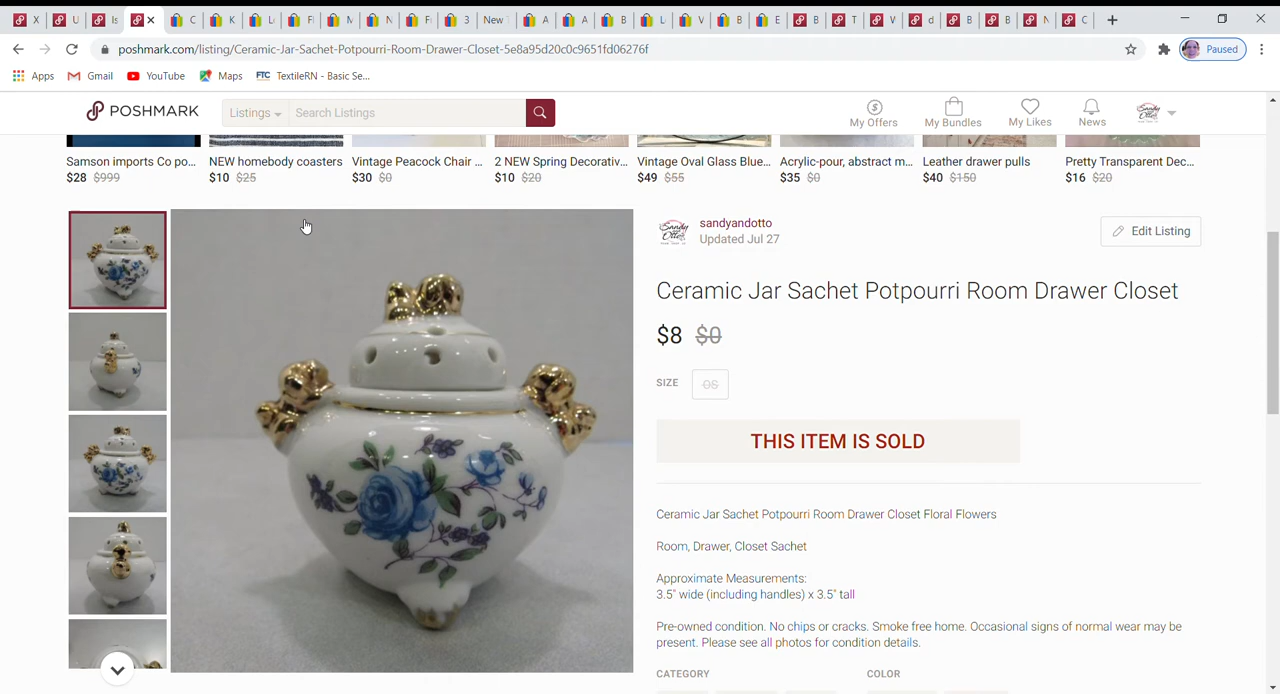 X
U
Is
X
C
K
L
Fi
M
N
F
3
New T
A
A
B
L
V
B
E
B
T
V
d
B
B
N
C
poshmark.com/listing/Ceramic-Jar-Sachet-Potpourri-Room-Drawer-Closet-5e8a95d20c0c9651fd06276f
Paused
Apps Gmail YouTube Maps FTC TextileRN - Basic Se...
POSHMARK
Listings Search Listings
My Offers My Bundles My Likes News
Samson imports Co po... NEW homebody coasters Vintage Peacock Chair ... 2 NEW Spring Decorativ... Vintage Oval Glass Blue... Acrylic-pour, abstract m... Leather drawer pulls Pretty Transparent Dec...
$28 $999 $10 $25 $30 $0 $10 $20 $49 $55 $35 $0 $40 $150 $16 $20
sandyandotto
Updated Jul 27
Edit Listing
Ceramic Jar Sachet Potpourri Room Drawer Closet
$8 $0
SIZE OS
THIS ITEM IS SOLD
Ceramic Jar Sachet Potpourri Room Drawer Closet Floral Flowers
Room, Drawer, Closet Sachet
Approximate Measurements:
3.5" wide (including handles) x 3.5" tall
Pre-owned condition. No chips or cracks. Smoke free home. Occasional signs of normal wear may be
present. Please see all photos for condition details.
CATEGORY COLOR